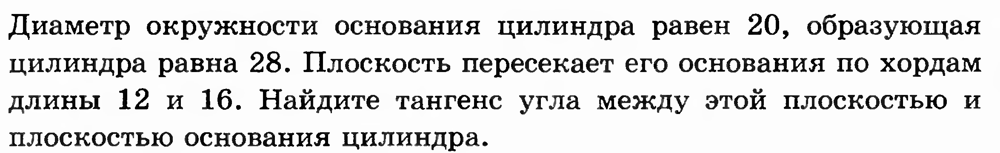 Диаметр окружности основания цилиндра равен 20, образующая
цилиндра равна 28. Плоскость пересекает его основания по хордам
длины 12 и 16. Найдите тангенс угла между этой плоскостью и
плоскостью основания цилиндра.